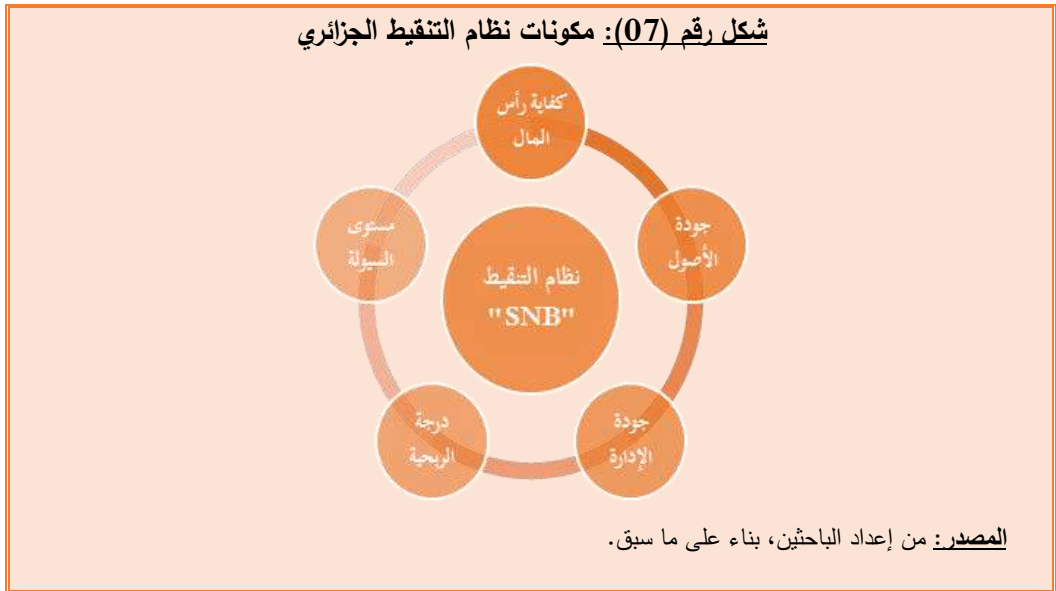 شكل رقم (07): مكونات نظام التنقيط الجزائري
كفاية رأس
المال
جودة
الأصول
جودة
الإدارة
درجة
الربحية
مستوى
السيولة
نظام التنقيط
"SNB"
المصدر: من إعداد الباحثين، بناء على ما سبق.